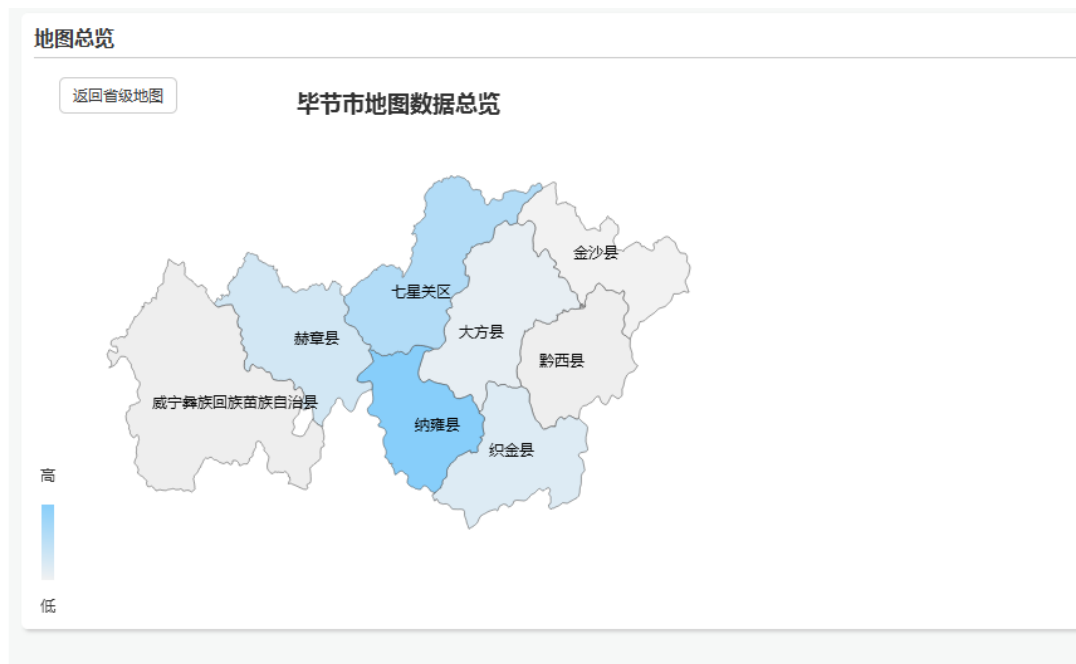 地图总览
返回省级地图
毕节市地图数据总览
金沙县
七星关区
大方县
赫章县
黔西县
威宁彝族回族苗族自治县
纳雍县
织金县
高
低